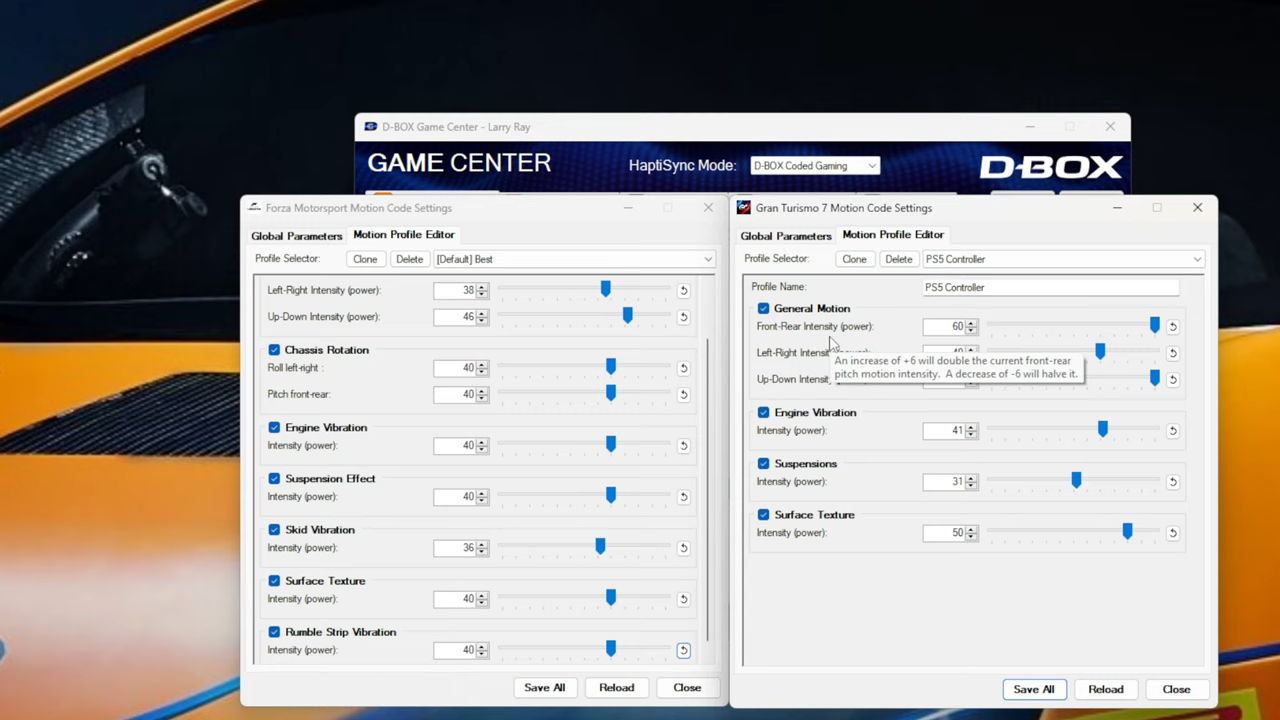 D-BOX Game Center - Larry Ray
GAME CENTER
HaptiSync Mode:
D-BOX Coded Gaming
D-BOX
Forza Motorsport Motion Code Settings
Global Parameters
Motion Profile Editor
Profile Selector:
Clone
Delete
[Default] Best
Left-Right Intensity (power):
38
Up-Down Intensity (power):
46
Chassis Rotation
Roll left-right :
40
Pitch front-rear:
40
Engine Vibration
Intensity (power):
40
Suspension Effect
Intensity (power):
40
Skid Vibration
Intensity (power):
36
Surface Texture
Intensity (power):
40
Rumble Strip Vibration
Intensity (power):
40
Save All
Reload
Close
Gran Turismo 7 Motion Code Settings
Global Parameters
Motion Profile Editor
Profile Selector:
Clone
Delete
PS5 Controller
Profile Name:
PS5 Controller
General Motion
Front-Rear Intensity (power):
60
Left-Right
An increase of +6 will double the current front-rear
pitch motion intensity. A decrease of -6 will halve it.
Up-Down
Engine Vibration
Intensity (power):
41
Suspensions
Intensity (power):
31
Surface Texture
Intensity (power):
50
Save All
Reload
Close